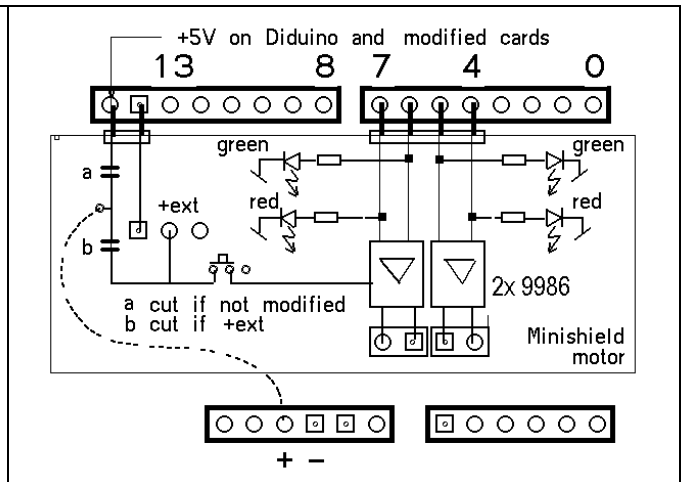 +5V on Diduino and modified cards
13 8 7 4 0
green green
a
red red
+ext
b
2x 9986
a cut if not modified
b cut if +ext
Minishield
motor
+ −